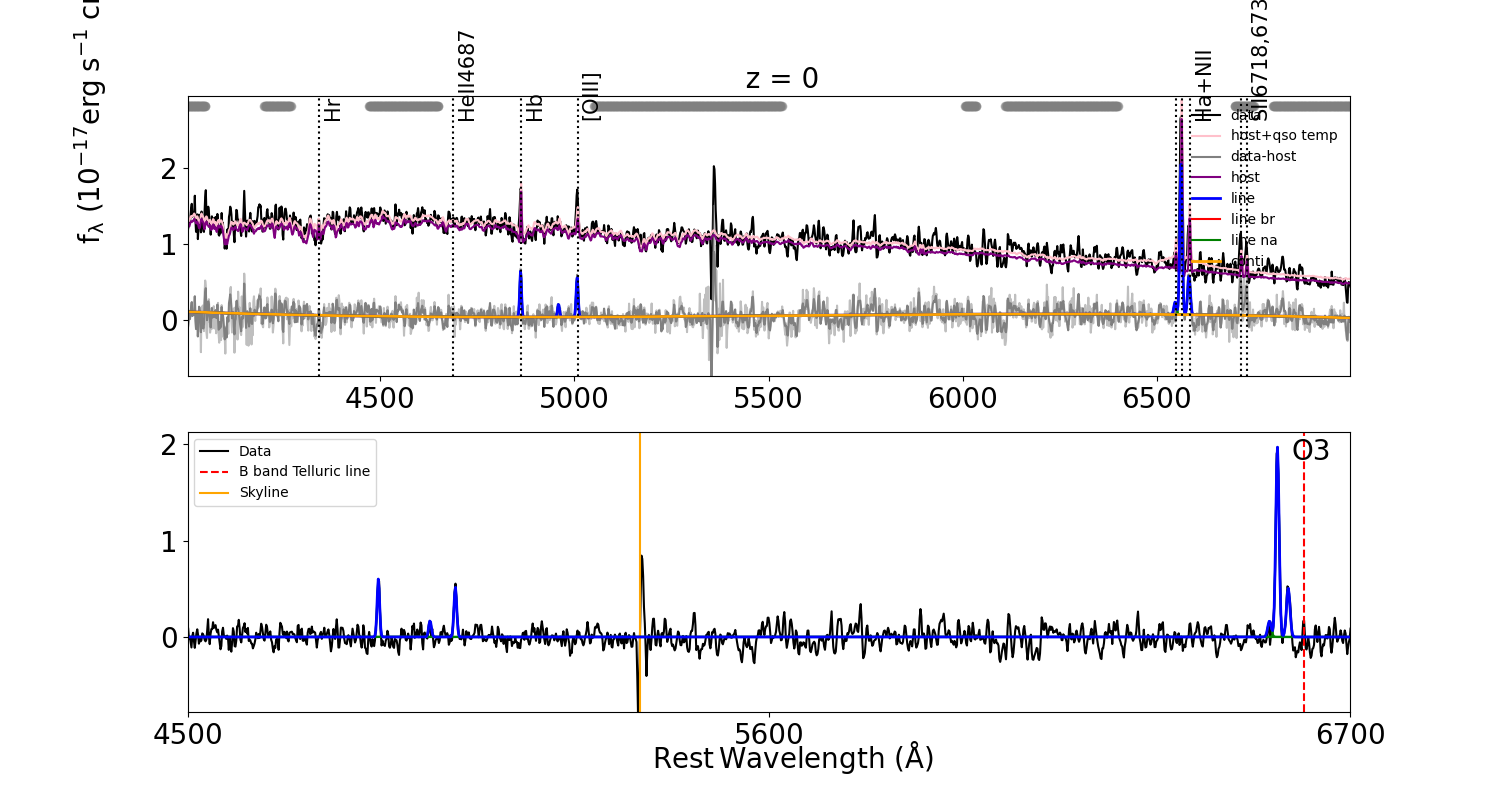 z = 0
fλ (10−17erg s−1 c
Hr
HeII4687
Hb
[OIII]
Ha+NII
SII6718,673
data
host+qso temp
data-host
host
line
line br
line na
conti
2
1
0
4500 5000 5500 6000 6500
Data
B band Telluric line
Skyline
O3
2
1
0
4500 5600 6700
Rest Wavelength (Å)